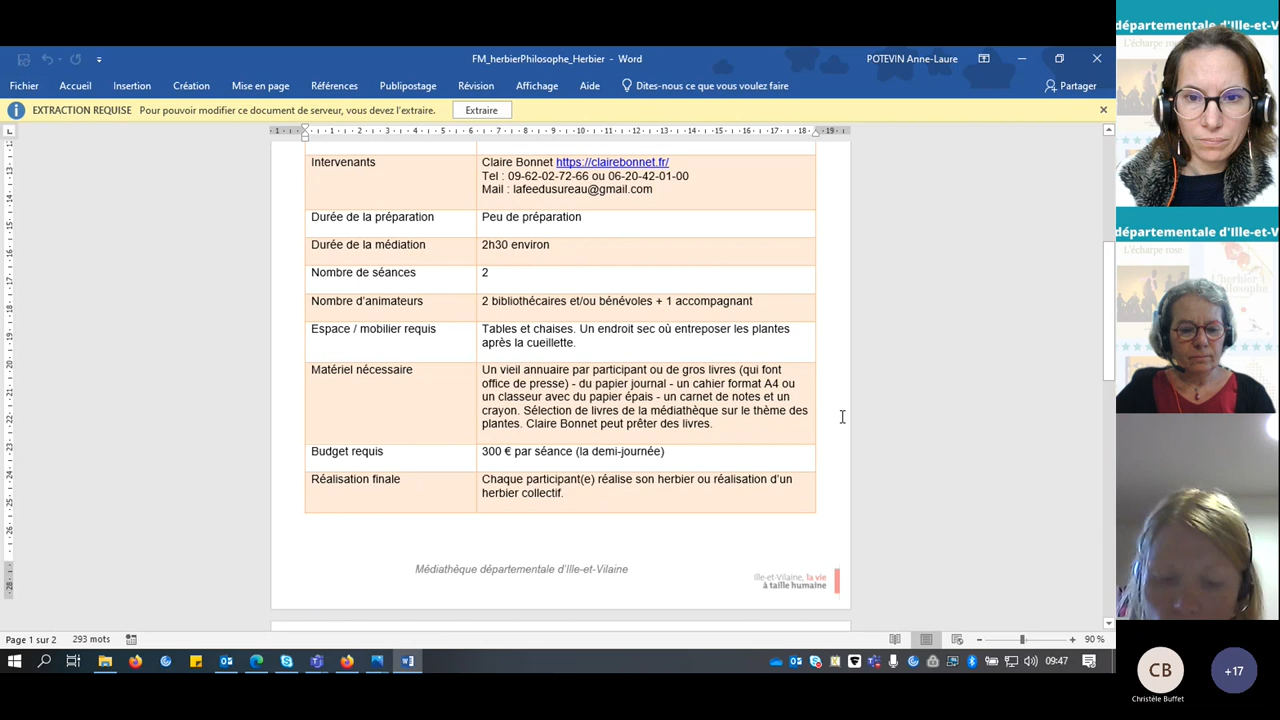 FM_herbierPhilosophe_Herbier - Word
POTEVIN Anne-Laure
Fichier
Accueil
Insertion
Création
Mise en page
Références
Publipostage
Révision
Affichage
Aide
Dites-nous ce que vous voulez faire
Partager
EXTRACTION REQUISE Pour pouvoir modifier ce document de serveur, vous devez l'extraire.
Extraire
Intervenants
Claire Bonnet https://clairebonnet.fr/
Tel : 09-62-02-72-66 ou 06-20-42-01-00
Mail : lafeedusureau@gmail.com
Durée de la préparation
Peu de préparation
Durée de la médiation
2h30 environ
Nombre de séances
2
Nombre d'animateurs
2 bibliothécaires et/ou bénévoles + 1 accompagnant
Espace / mobilier requis
Tables et chaises. Un endroit sec où entreposer les plantes
après la cueillette.
Matériel nécessaire
Un vieil annuaire par participant ou de gros livres (qui font
office de presse) - du papier journal - un cahier format A4 ou
un classeur avec du papier épais - un carnet de notes et un
crayon. Sélection de livres de la médiathèque sur le thème des
plantes. Claire Bonnet peut prêter des livres.
Budget requis
300 € par séance (la demi-journée)
Réalisation finale
Chaque participant(e) réalise son herbier ou réalisation d'un
herbier collectif.
Médiathèque départementale d'Ille-et-Vilaine
Ille-et-Vilaine, la vie
à taille humaine
Page 1 sur 2
293 mots
90 %
09:47
départementale d'Ille-et-V
L'écharpe rose
départementale d'Ille-et-V
L'écharpe rose
L'herbier
philosophe
CB
Christèle Buffet
+17